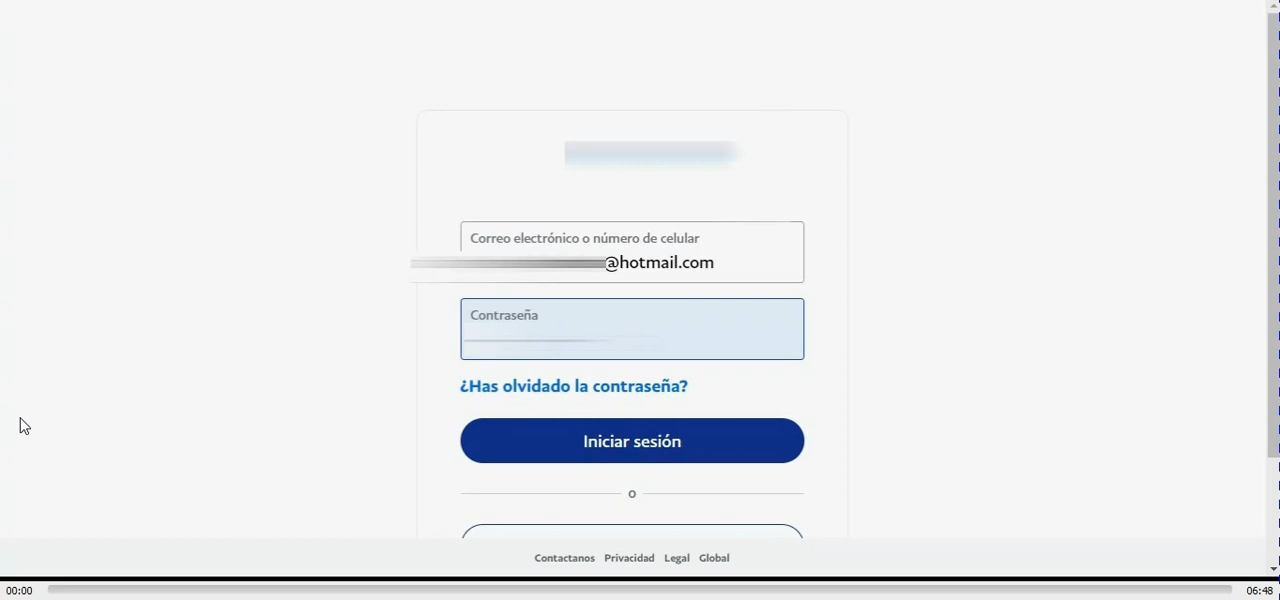 Correo electrónico o número de celular
@hotmail.com
Contraseña
¿Has olvidado la contraseña?
Iniciar sesión
o
Contactanos Privacidad Legal Global
00:00 06:48